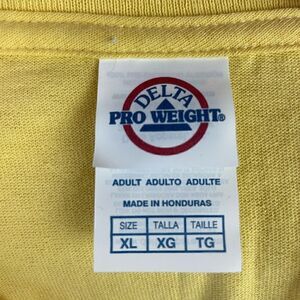 DELTA
PRO WEIGHT®
ADULT ADULTO ADULTE
MADE IN HONDURAS
SIZE TALLA TAILLE
XL XG TG